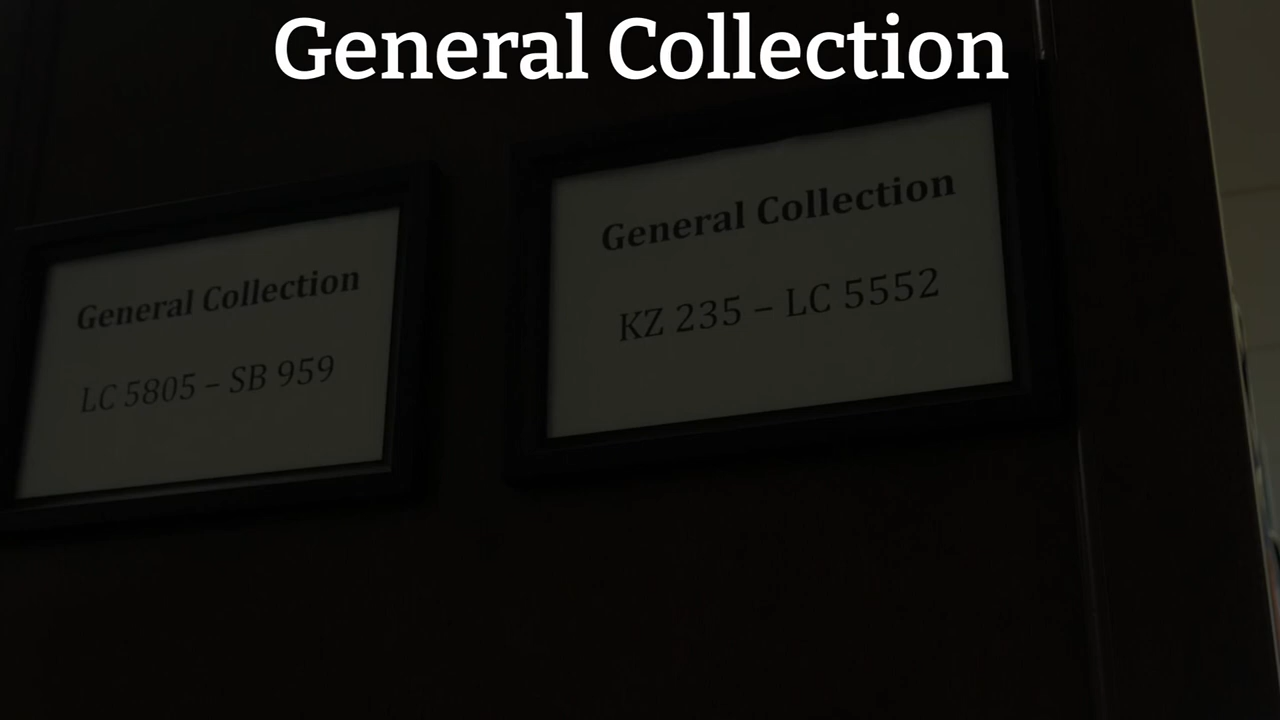 General Collection
General Collection
LC 5805 – SB 959
General Collection
KZ 235 – LC 5552